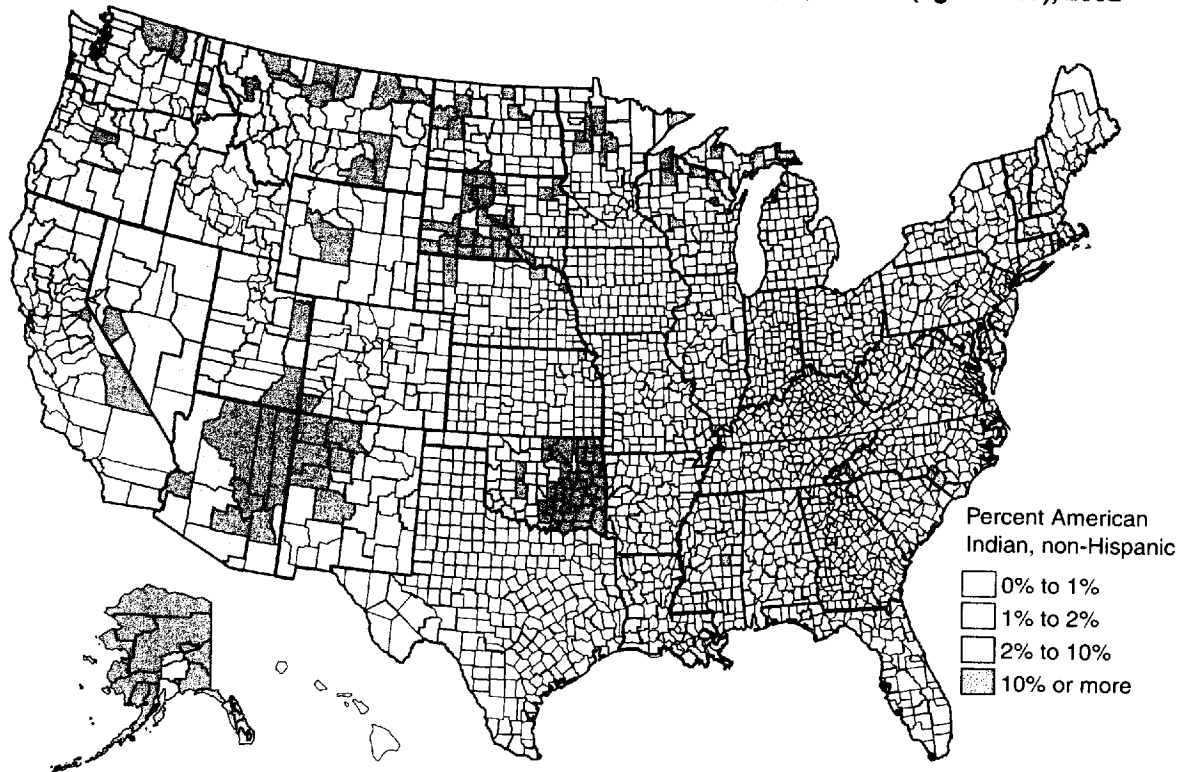 Percent American
Indian, non-Hispanic
0% to 1%
1% to 2%
2% to 10%
10% or more